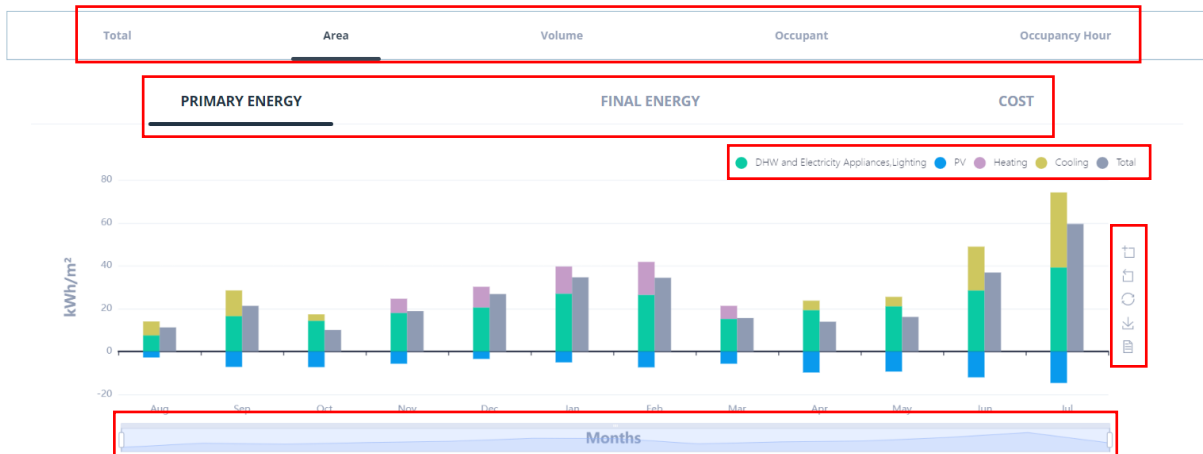 Total Area Volume Occupant Occupancy Hour
PRIMARY ENERGY FINAL ENERGY COST
DHW and Electricity Appliances,Lighting PV Heating Cooling Total
80
60
40
20
0
-20
kWh/m²
Aug Sep Oct Nov Dec Jan Feb Mar Apr May Jun Jul
Months